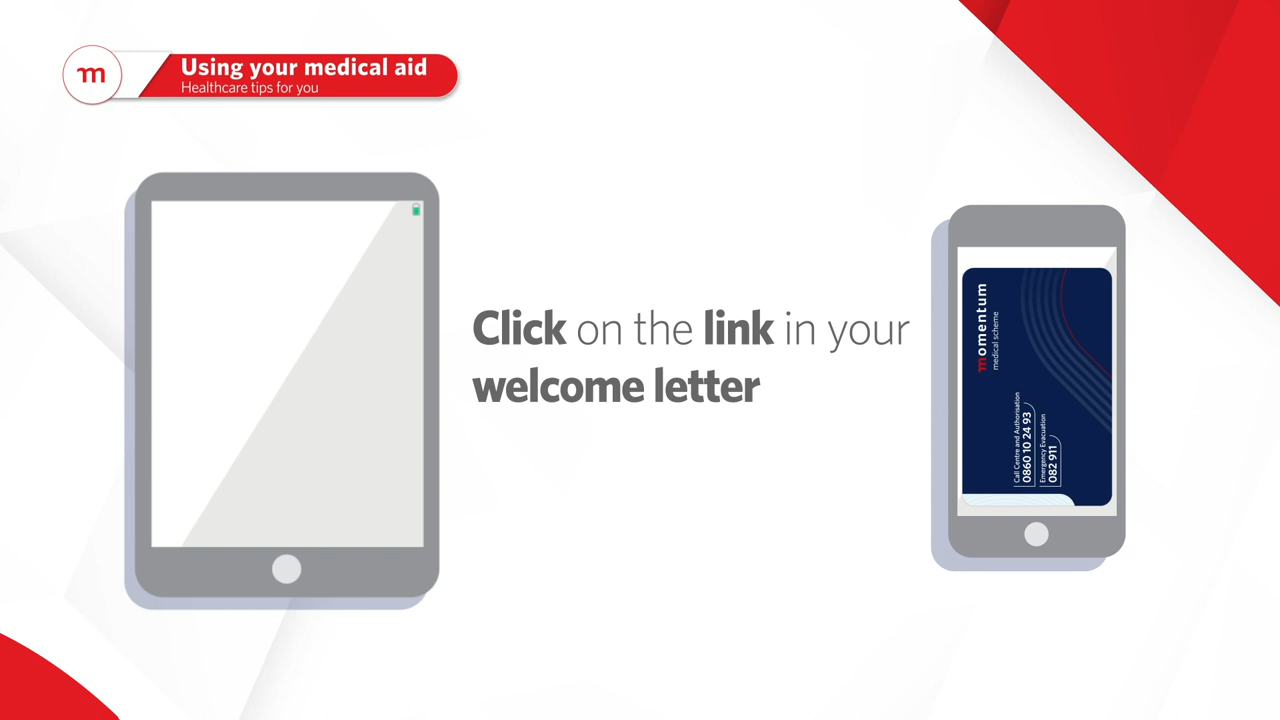 m
Using your medical aid
Healthcare tips for you
Click on the link in your
welcome letter
momentum
medical scheme
Call Centre and Authorisation
0860 10 24 93
Emergency Evacuation
082 911